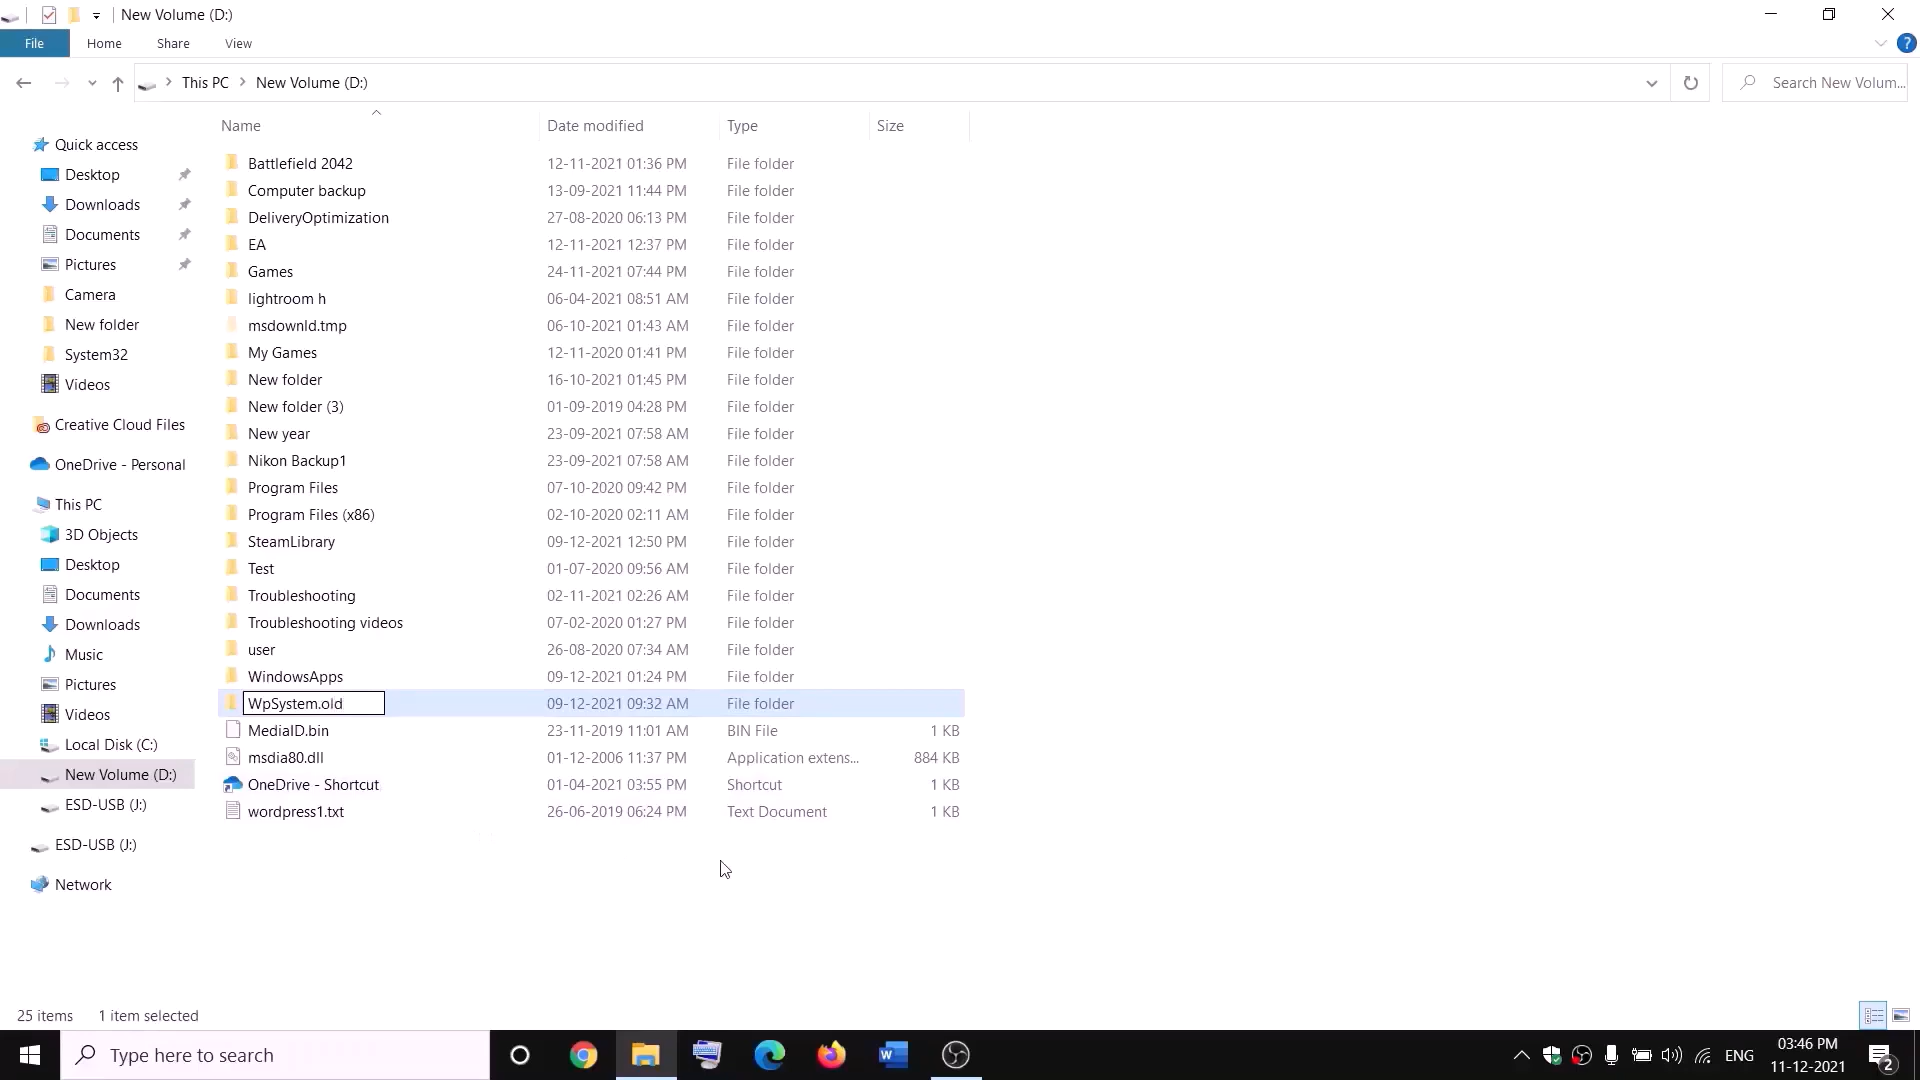 New Volume (D:)
File Home Share View
This PC New Volume (D:) Search New Volum...
Name Date modified Type Size
Quick access
Desktop
Downloads
Documents
Pictures
Camera
New folder
System32
Videos
Creative Cloud Files
OneDrive - Personal
This PC
3D Objects
Desktop
Documents
Downloads
Music
Pictures
Videos
Local Disk (C:)
New Volume (D:)
ESD-USB (J:)
ESD-USB (J:)
Network
Battlefield 2042 12-11-2021 01:36 PM File folder
Computer backup 13-09-2021 11:44 PM File folder
DeliveryOptimization 27-08-2020 06:13 PM File folder
EA 12-11-2021 12:37 PM File folder
Games 24-11-2021 07:44 PM File folder
lightroom h 06-04-2021 08:51 AM File folder
msdownld.tmp 06-10-2021 01:43 AM File folder
My Games 12-11-2020 01:41 PM File folder
New folder 16-10-2021 01:45 PM File folder
New folder (3) 01-09-2019 04:28 PM File folder
New year 23-09-2021 07:58 AM File folder
Nikon Backup1 23-09-2021 07:58 AM File folder
Program Files 07-10-2020 09:42 PM File folder
Program Files (x86) 02-10-2020 02:11 AM File folder
SteamLibrary 09-12-2021 12:50 PM File folder
Test 01-07-2020 09:56 AM File folder
Troubleshooting 02-11-2021 02:26 AM File folder
Troubleshooting videos 07-02-2020 01:27 PM File folder
user 26-08-2020 07:34 AM File folder
WindowsApps 09-12-2021 01:24 PM File folder
WpSystem.old 09-12-2021 09:32 AM File folder
MediaID.bin 23-11-2019 11:01 AM BIN File 1 KB
msdia80.dll 01-12-2006 11:37 PM Application extens... 884 KB
OneDrive - Shortcut 01-04-2021 03:55 PM Shortcut 1 KB
wordpress1.txt 26-06-2019 06:24 PM Text Document 1 KB
25 items 1 item selected
Type here to search
ENG
03:46 PM
11-12-2021
2